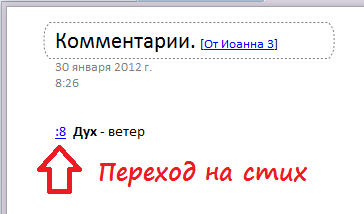 Комментарии. [От Иоанна 3]
30 января 2012 г.
8:26
:8 Дух - ветер
Переход на стих